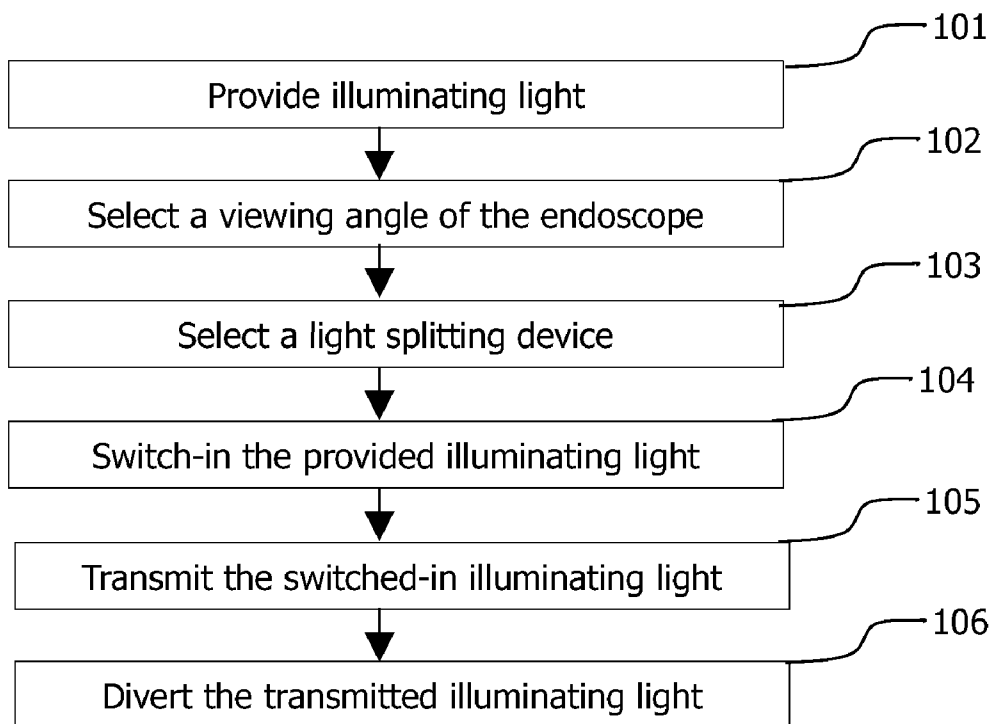 101
Provide illuminating light
102
Select a viewing angle of the endoscope
103
Select a light splitting device
104
Switch-in the provided illuminating light
105
Transmit the switched-in illuminating light
106
Divert the transmitted illuminating light